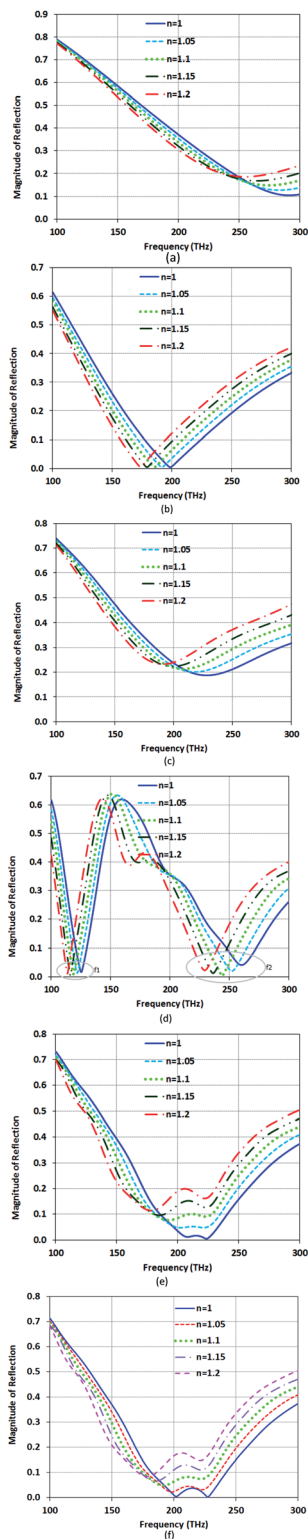 0.9
0.8
0.7
0.6
0.5
0.4
0.3
0.2
0.1
0.0
Magnitude of Reflection
n=1
n=1.05
n=1.1
n=1.15
n=1.2
100 150 200 250 300
Frequency (THz)
(a)
0.7
0.6
0.5
0.4
0.3
0.2
0.1
0.0
Magnitude of Reflection
n=1
n=1.05
n=1.1
n=1.15
n=1.2
100 150 200 250 300
Frequency (THz)
(b)
0.8
0.7
0.6
0.5
0.4
0.3
0.2
0.1
0.0
Magnitude of Reflection
n=1
n=1.05
n=1.1
n=1.15
n=1.2
100 150 200 250 300
Frequency (THz)
(c)
0.7
0.6
0.5
0.4
0.3
0.2
0.1
0.0
Magnitude of Reflection
n=1
n=1.05
n=1.1
n=1.15
n=1.2
f1
f2
100 150 200 250 300
Frequency (THz)
(d)
0.8
0.7
0.6
0.5
0.4
0.3
0.2
0.1
0.0
Magnitude of Reflection
n=1
n=1.05
n=1.1
n=1.15
n=1.2
100 150 200 250 300
Frequency (THz)
(e)
0.8
0.7
0.6
0.5
0.4
0.3
0.2
0.1
0.0
Magnitude of Reflection
n=1
n=1.05
n=1.1
n=1.15
n=1.2
100 150 200 250 300
Frequency (THz)
(f)